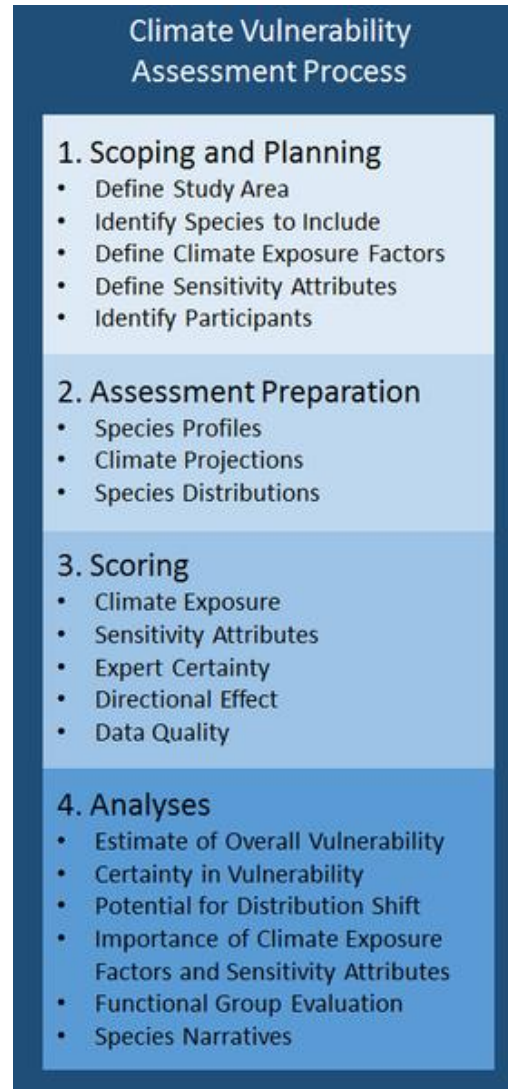 Climate Vulnerability
Assessment Process
1. Scoping and Planning
• Define Study Area
• Identify Species to Include
• Define Climate Exposure Factors
• Define Sensitivity Attributes
• Identify Participants
2. Assessment Preparation
• Species Profiles
• Climate Projections
• Species Distributions
3. Scoring
• Climate Exposure
• Sensitivity Attributes
• Expert Certainty
• Directional Effect
• Data Quality
4. Analyses
• Estimate of Overall Vulnerability
• Certainty in Vulnerability
• Potential for Distribution Shift
• Importance of Climate Exposure
Factors and Sensitivity Attributes
• Functional Group Evaluation
• Species Narratives